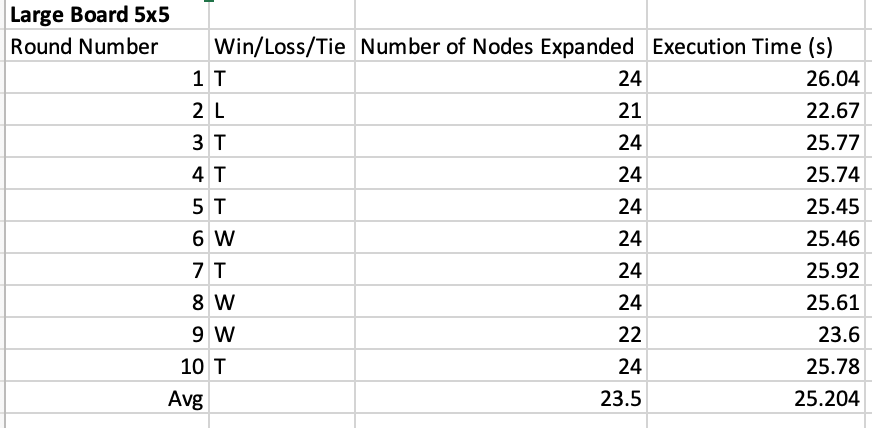 Large Board 5x5
Round Number Win/Loss/Tie Number of Nodes Expanded Execution Time (s)
1 T 24 26.04
2 L 21 22.67
3 T 24 25.77
4 T 24 25.74
5 T 24 25.45
6 W 24 25.46
7 T 24 25.92
8 W 24 25.61
9 W 22 23.6
10 T 24 25.78
Avg 23.5 25.204